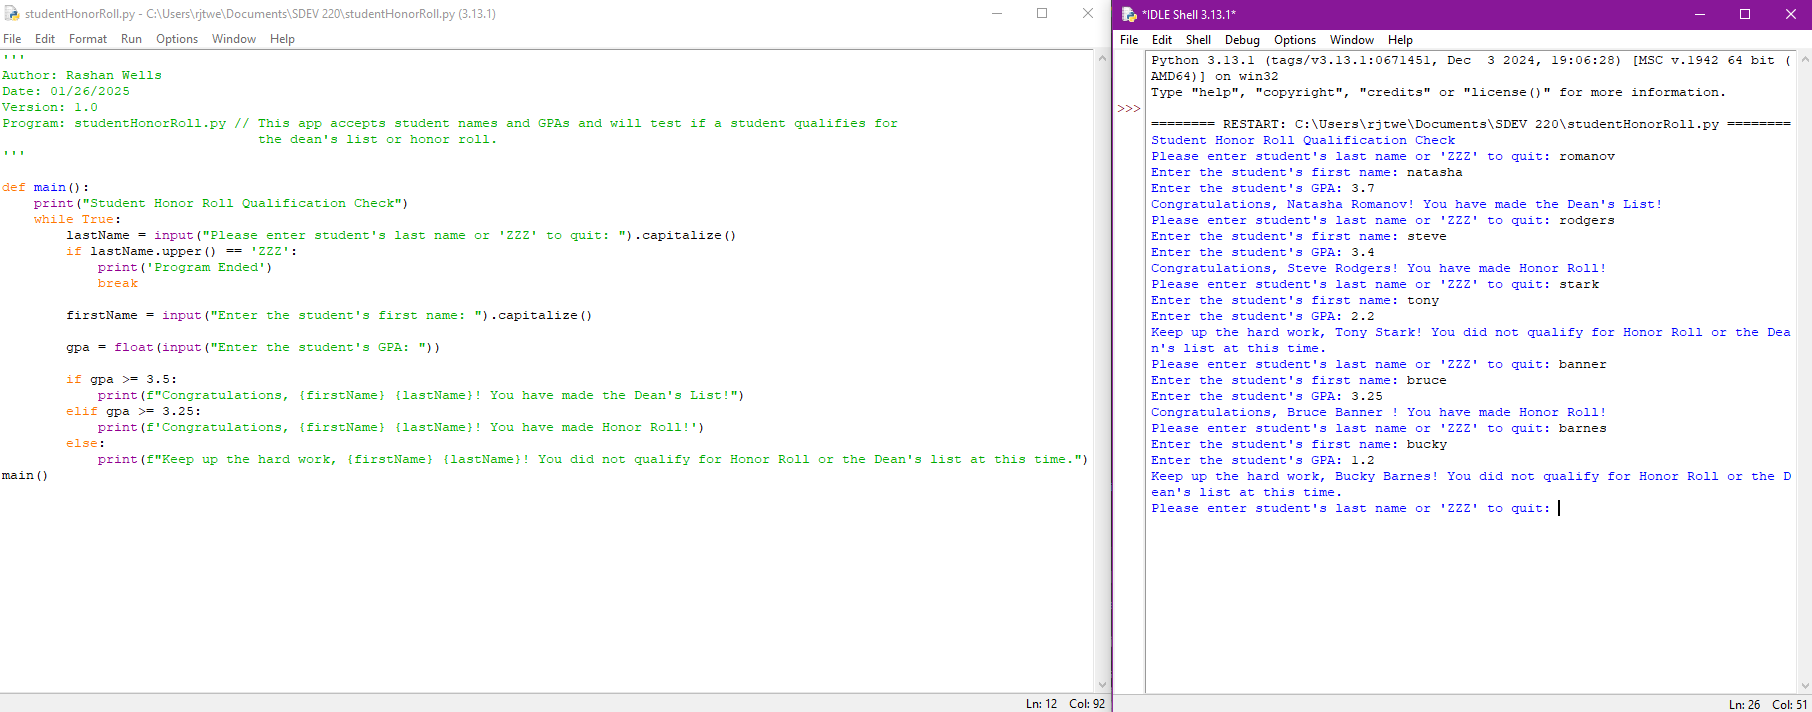 studentHonorRoll.py - C:\Users\rjtwe\Documents\SDEV 220\studentHonorRoll.py (3.13.1)
File Edit Format Run Options Window Help
'''
Author: Rashan Wells
Date: 01/26/2025
Version: 1.0
Program: studentHonorRoll.py // This app accepts student names and GPAs and will test if a student qualifies for
the dean's list or honor roll.
'''
def main():
print("Student Honor Roll Qualification Check")
while True:
lastName = input("Please enter student's last name or 'ZZZ' to quit: ").capitalize()
if lastName.upper() == 'ZZZ':
print('Program Ended')
break
firstName = input("Enter the student's first name: ").capitalize()
gpa = float(input("Enter the student's GPA: "))
if gpa >= 3.5:
print(f"Congratulations, {firstName} {lastName}! You have made the Dean's List!")
elif gpa >= 3.25:
print(f'Congratulations, {firstName} {lastName}! You have made Honor Roll!')
else:
print(f"Keep up the hard work, {firstName} {lastName}! You did not qualify for Honor Roll or the Dean's list at this time.")
main()
Ln: 12 Col: 92
*IDLE Shell 3.13.1*
File Edit Shell Debug Options Window Help
Python 3.13.1 (tags/v3.13.1:0671451, Dec  3 2024, 19:06:28) [MSC v.1942 64 bit (
AMD64)] on win32
Type "help", "copyright", "credits" or "license()" for more information.
>>>
======== RESTART: C:\Users\rjtwe\Documents\SDEV 220\studentHonorRoll.py ========
Student Honor Roll Qualification Check
Please enter student's last name or 'ZZZ' to quit: romanov
Enter the student's first name: natasha
Enter the student's GPA: 3.7
Congratulations, Natasha Romanov! You have made the Dean's List!
Please enter student's last name or 'ZZZ' to quit: rodgers
Enter the student's first name: steve
Enter the student's GPA: 3.4
Congratulations, Steve Rodgers! You have made Honor Roll!
Please enter student's last name or 'ZZZ' to quit: stark
Enter the student's first name: tony
Enter the student's GPA: 2.2
Keep up the hard work, Tony Stark! You did not qualify for Honor Roll or the Dea
n's list at this time.
Please enter student's last name or 'ZZZ' to quit: banner
Enter the student's first name: bruce
Enter the student's GPA: 3.25
Congratulations, Bruce Banner ! You have made Honor Roll!
Please enter student's last name or 'ZZZ' to quit: barnes
Enter the student's first name: bucky
Enter the student's GPA: 1.2
Keep up the hard work, Bucky Barnes! You did not qualify for Honor Roll or the D
ean's list at this time.
Please enter student's last name or 'ZZZ' to quit:
Ln: 26 Col: 51